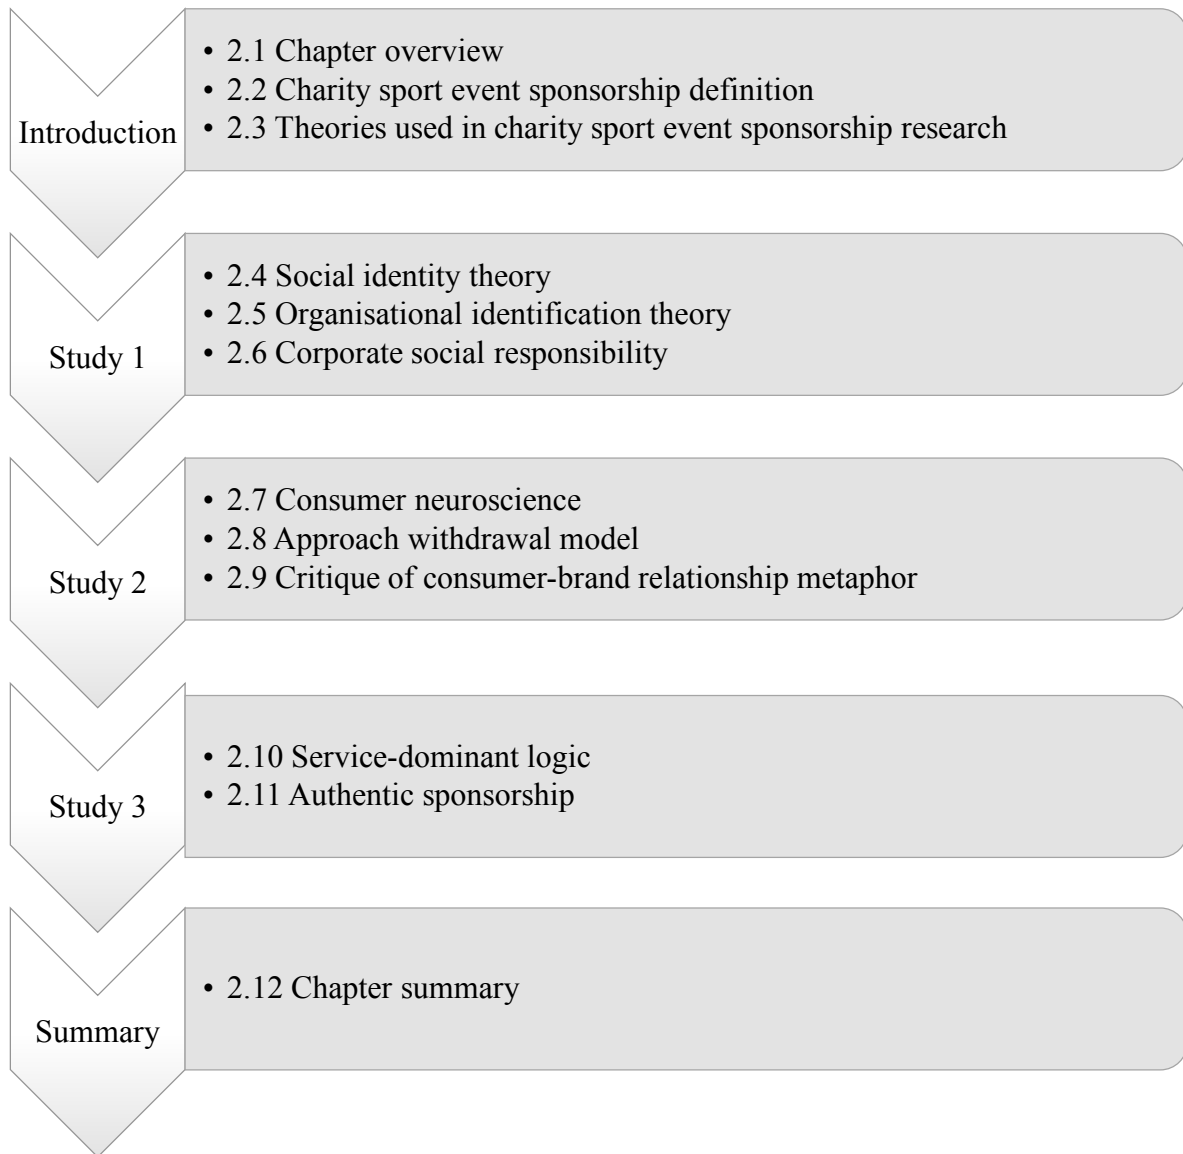 Introduction
• 2.1 Chapter overview
• 2.2 Charity sport event sponsorship definition
• 2.3 Theories used in charity sport event sponsorship research
Study 1
• 2.4 Social identity theory
• 2.5 Organisational identification theory
• 2.6 Corporate social responsibility
Study 2
• 2.7 Consumer neuroscience
• 2.8 Approach withdrawal model
• 2.9 Critique of consumer-brand relationship metaphor
Study 3
• 2.10 Service-dominant logic
• 2.11 Authentic sponsorship
Summary
• 2.12 Chapter summary